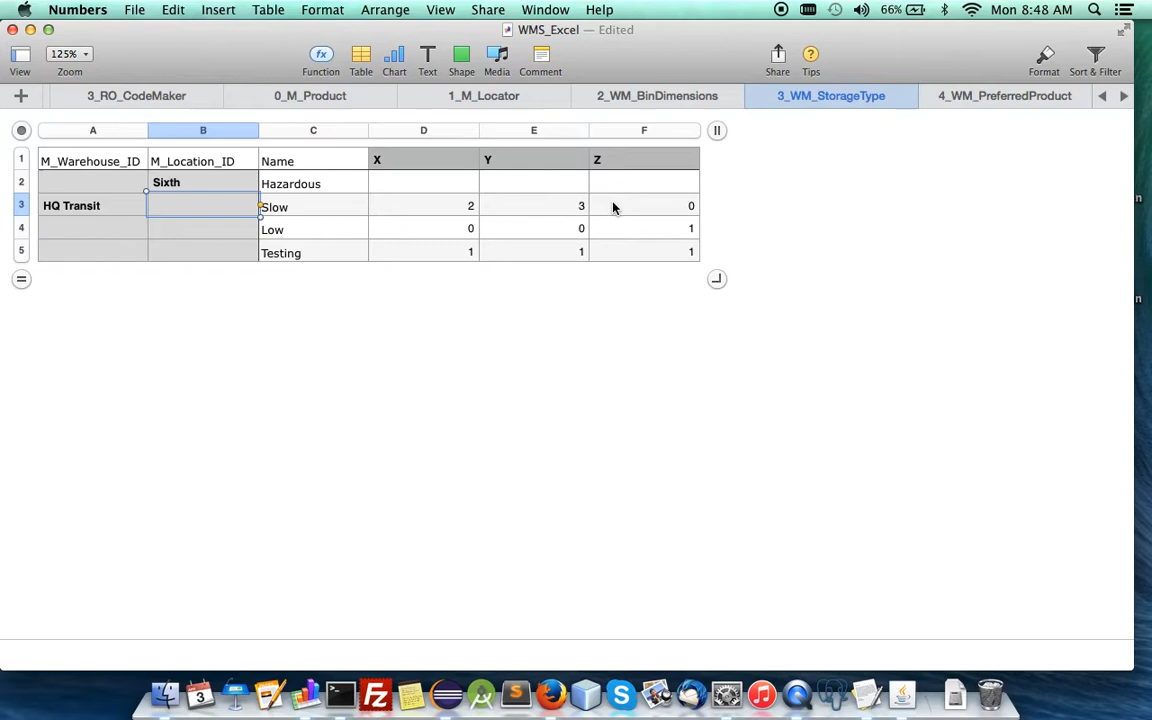 Numbers File Edit Insert Table Format Arrange View Share Window Help 66% Mon 8:48 AM
WMS_Excel — Edited
125%
View Zoom Function Table Chart Text Shape Media Comment Share Tips Format Sort & Filter
3_RO_CodeMaker 0_M_Product 1_M_Locator 2_WM_BinDimensions 3_WM_StorageType 4_WM_PreferredProduct
A B C D E F
1 M_Warehouse_ID M_Location_ID Name X Y Z
2 Sixth Hazardous
3 HQ Transit Slow 2 3 0
4 Low 0 0 1
5 Testing 1 1 1
n
n
3